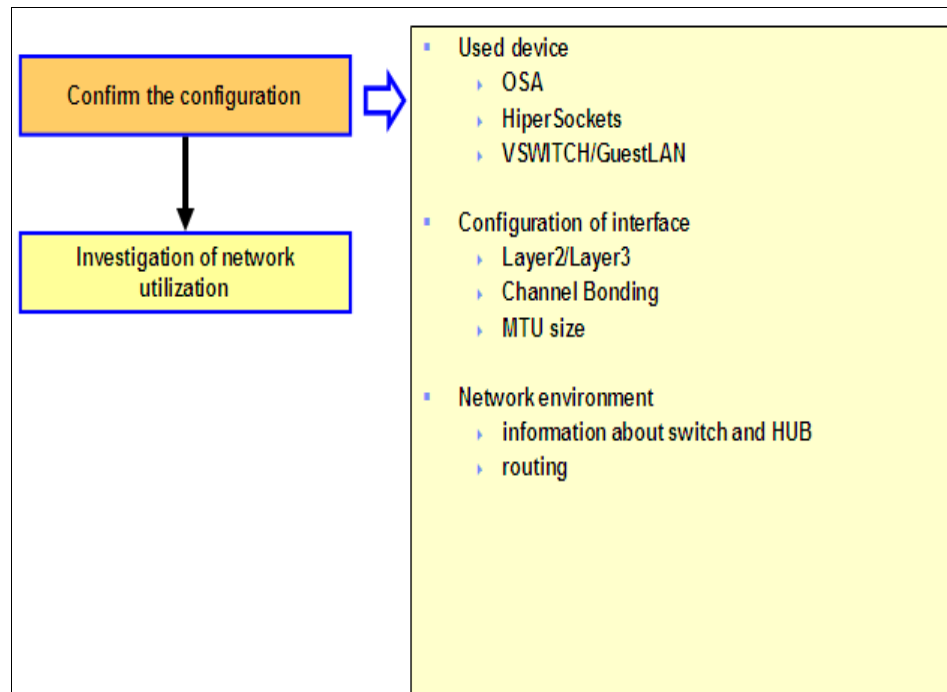 Confirm the configuration
Investigation of network
utilization
Used device
OSA
HiperSockets
VSWITCH/GuestLAN
Configuration of interface
Layer2/Layer3
Channel Bonding
MTU size
Network environment
information about switch and HUB
routing